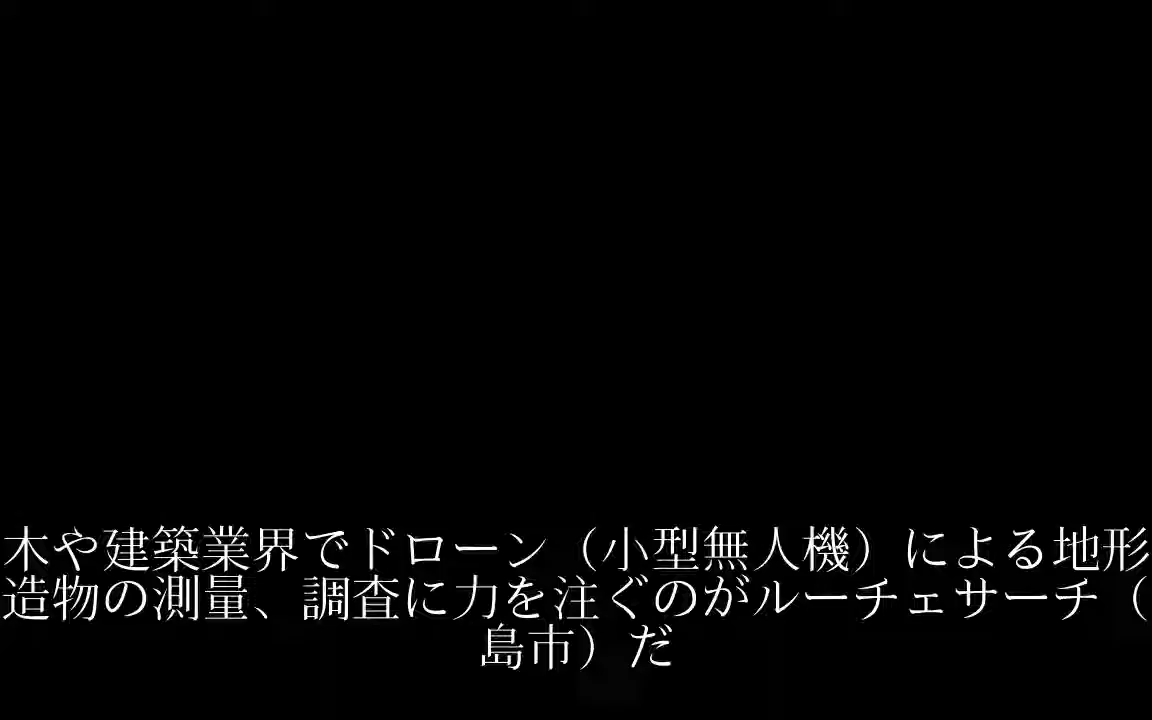 木や建築業界でドローン（小型無人機）による地形
造物の測量、調査に力を注ぐのがルーチェサーチ（
島市）だ